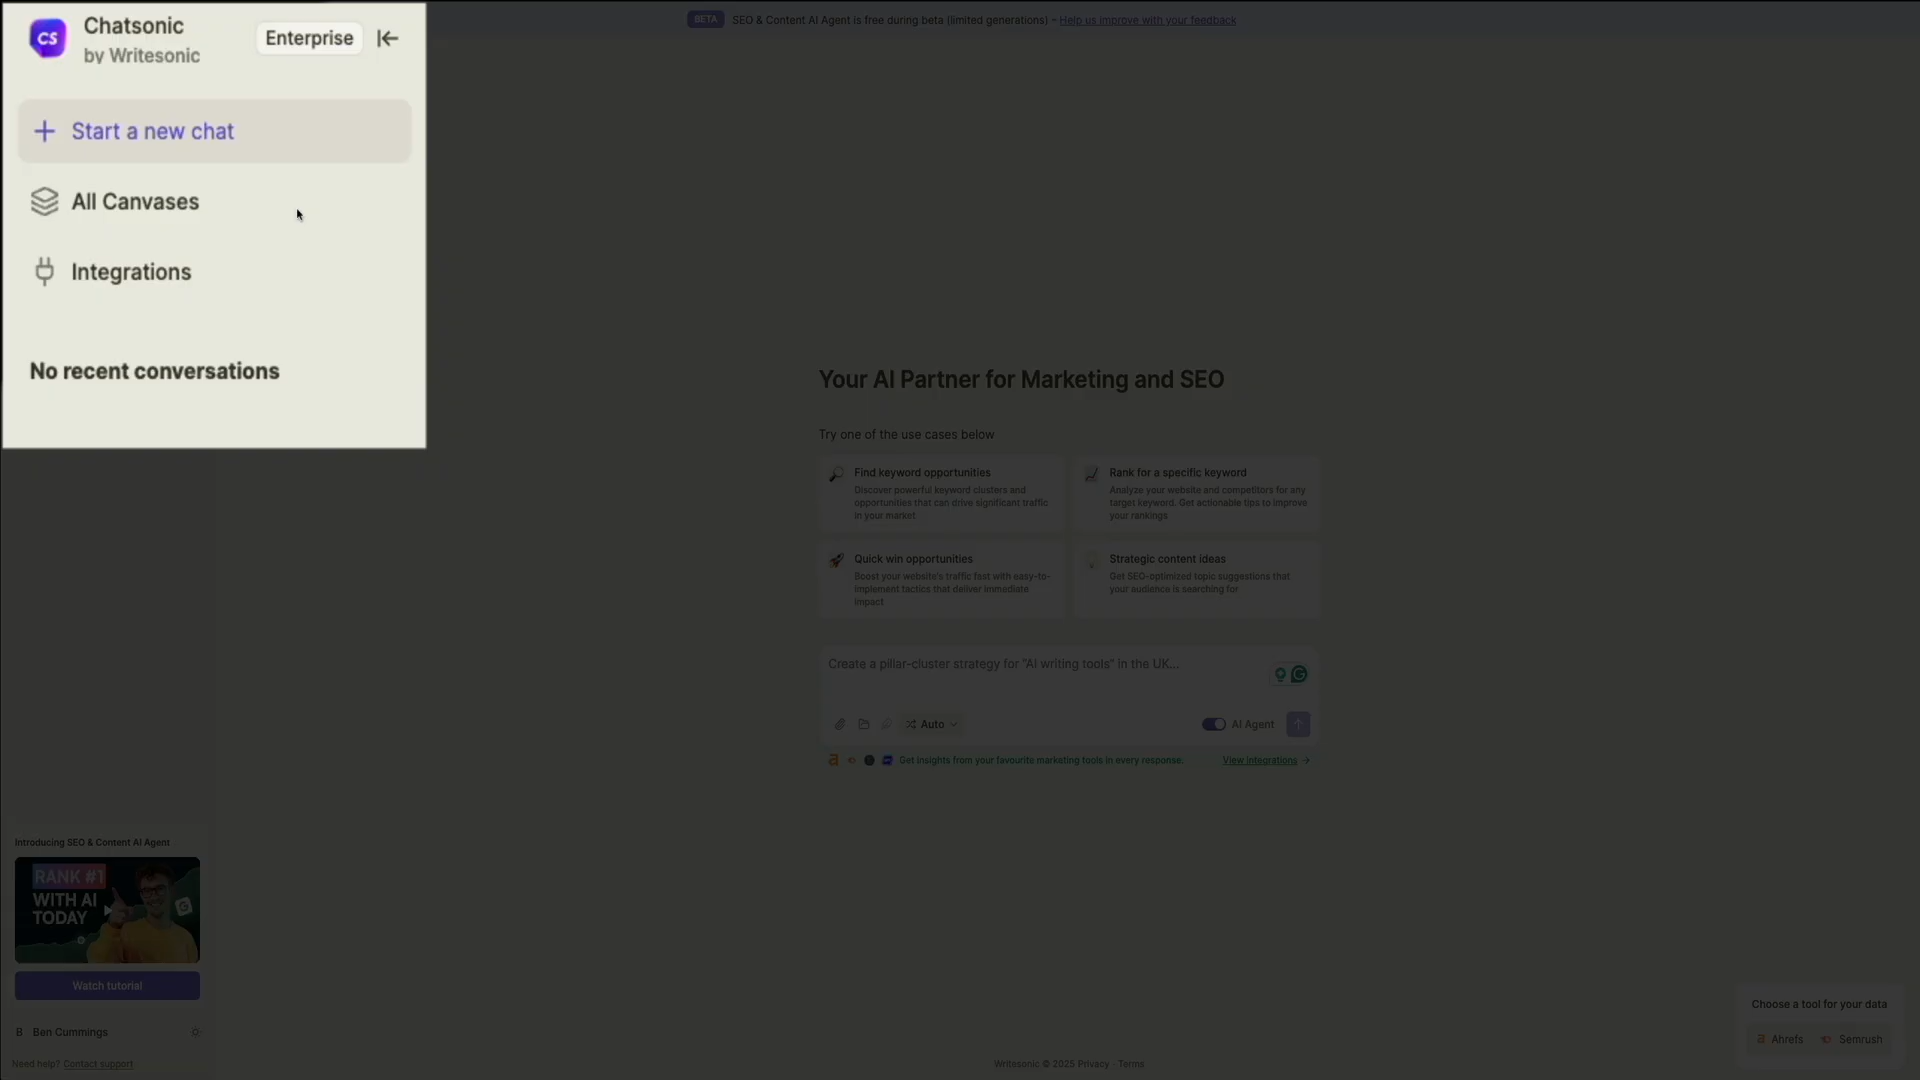 Chatsonic
by Writesonic
Enterprise
Start a new chat
All Canvases
Integrations
No recent conversations
BETA SEO & Content AI Agent is free during beta (limited generations) – Help us improve with your feedback
Your AI Partner for Marketing and SEO
Try one of the use cases below
Find keyword opportunities
Discover powerful keyword clusters and
opportunities that can drive significant traffic
in your market
Rank for a specific keyword
Analyze your website and competitors for any
target keyword. Get actionable tips to improve
your rankings
Quick win opportunities
Boost your website's traffic fast with easy-to-
implement tactics that deliver immediate
impact
Strategic content ideas
Get SEO-optimized topic suggestions that
your audience is searching for
Create a pillar-cluster strategy for "AI writing tools" in the UK...
Auto
AI Agent
Get insights from your favourite marketing tools in every response.
View integrations
Introducing SEO & Content AI Agent
RANK #1
WITH AI
TODAY
Watch tutorial
B Ben Cummings
Need help? Contact support
Writesonic © 2025 Privacy · Terms
Choose a tool for your data
Ahrefs
Semrush